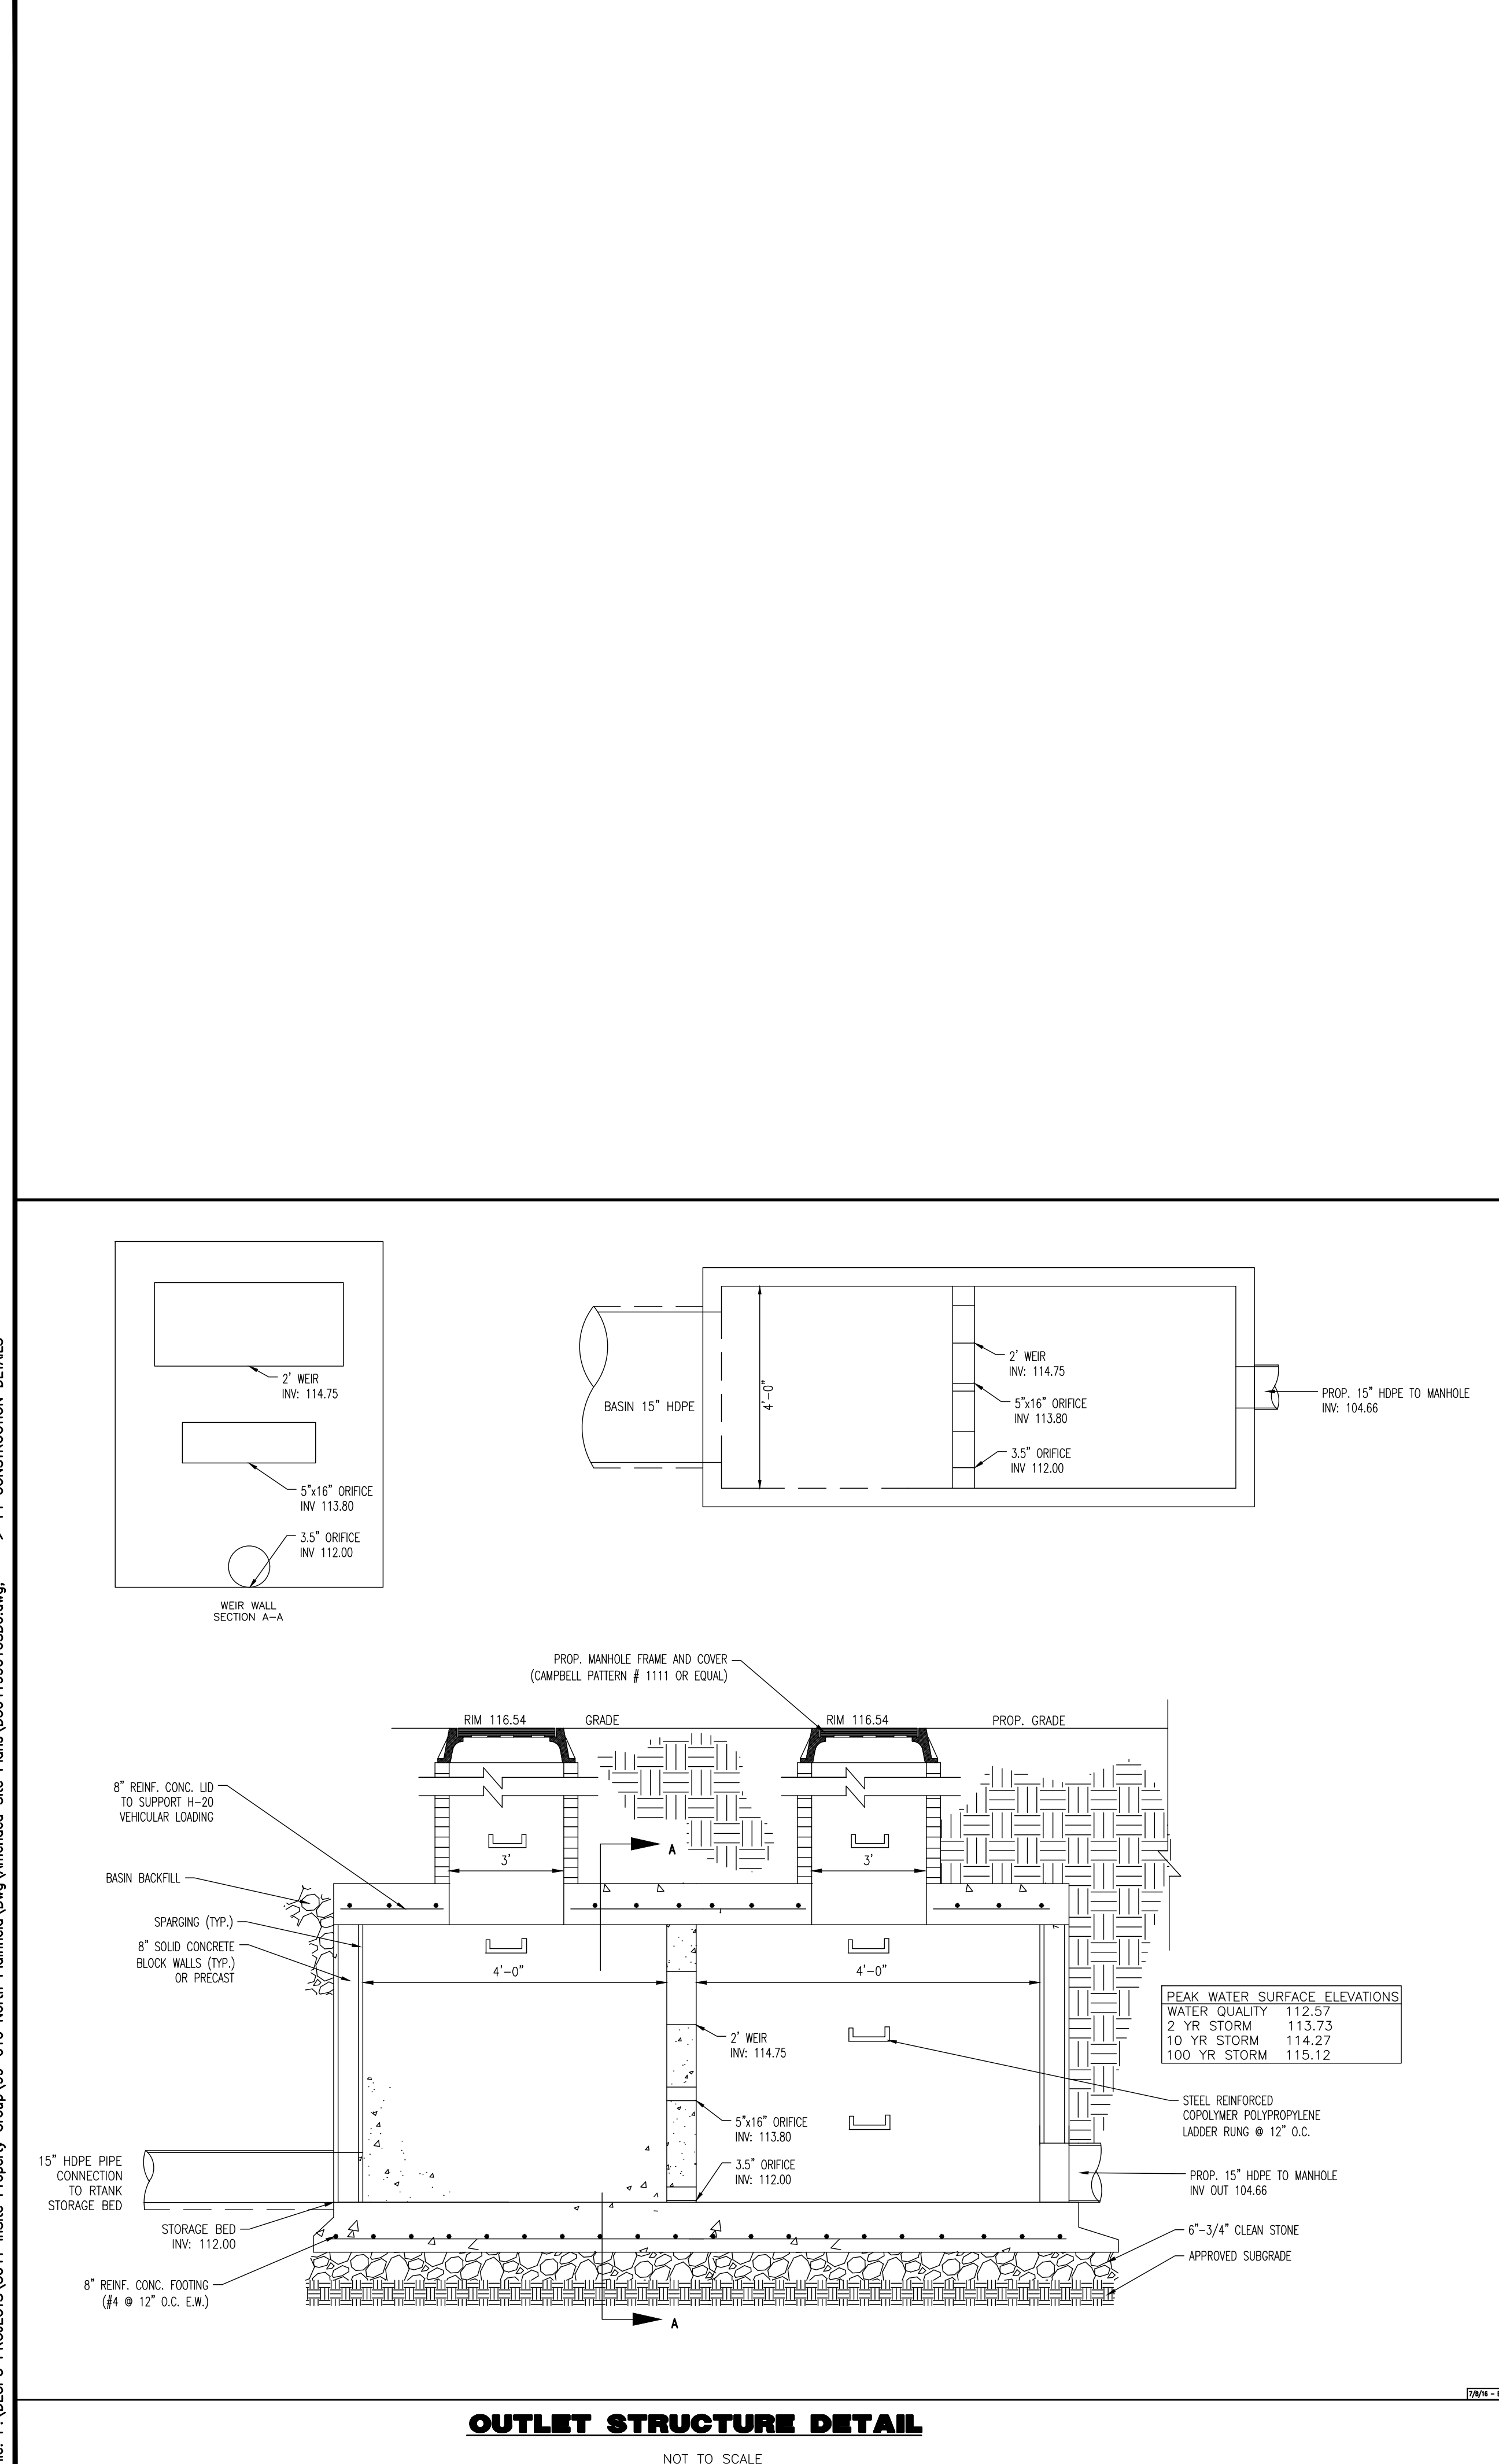 2' WEIR
INV: 114.75
5"x16" ORIFICE
INV 113.80
3.5" ORIFICE
INV 112.00
WEIR WALL
SECTION A-A
BASIN 15" HDPE
4'-0"
2' WEIR
INV: 114.75
5"x16" ORIFICE
INV 113.80
3.5" ORIFICE
INV 112.00
PROP. 15" HDPE TO MANHOLE
INV: 104.66
PROP. MANHOLE FRAME AND COVER
(CAMPBELL PATTERN # 1111 OR EQUAL)
RIM 116.54
GRADE
RIM 116.54
PROP. GRADE
8" REINF. CONC. LID
TO SUPPORT H-20
VEHICULAR LOADING
A
3'
3'
BASIN BACKFILL
SPARGING (TYP.)
8" SOLID CONCRETE
BLOCK WALLS (TYP.)
OR PRECAST
4'-0"
4'-0"
2' WEIR
INV: 114.75
5"x16" ORIFICE
INV: 113.80
3.5" ORIFICE
INV: 112.00
PEAK WATER SURFACE ELEVATIONS
WATER QUALITY 112.57
2 YR STORM 113.73
10 YR STORM 114.27
100 YR STORM 115.12
STEEL REINFORCED
COPOLYMER POLYPROPYLENE
LADDER RUNG @ 12" O.C.
15" HDPE PIPE
CONNECTION
TO RTANK
STORAGE BED
PROP. 15" HDPE TO MANHOLE
INV OUT 104.66
STORAGE BED
INV: 112.00
6"-3/4" CLEAN STONE
APPROVED SUBGRADE
8" REINF. CONC. FOOTING
(#4 @ 12" O.C. E.W.)
A
7/8/16 -
OUTLET STRUCTURE DETAIL
NOT TO SCALE